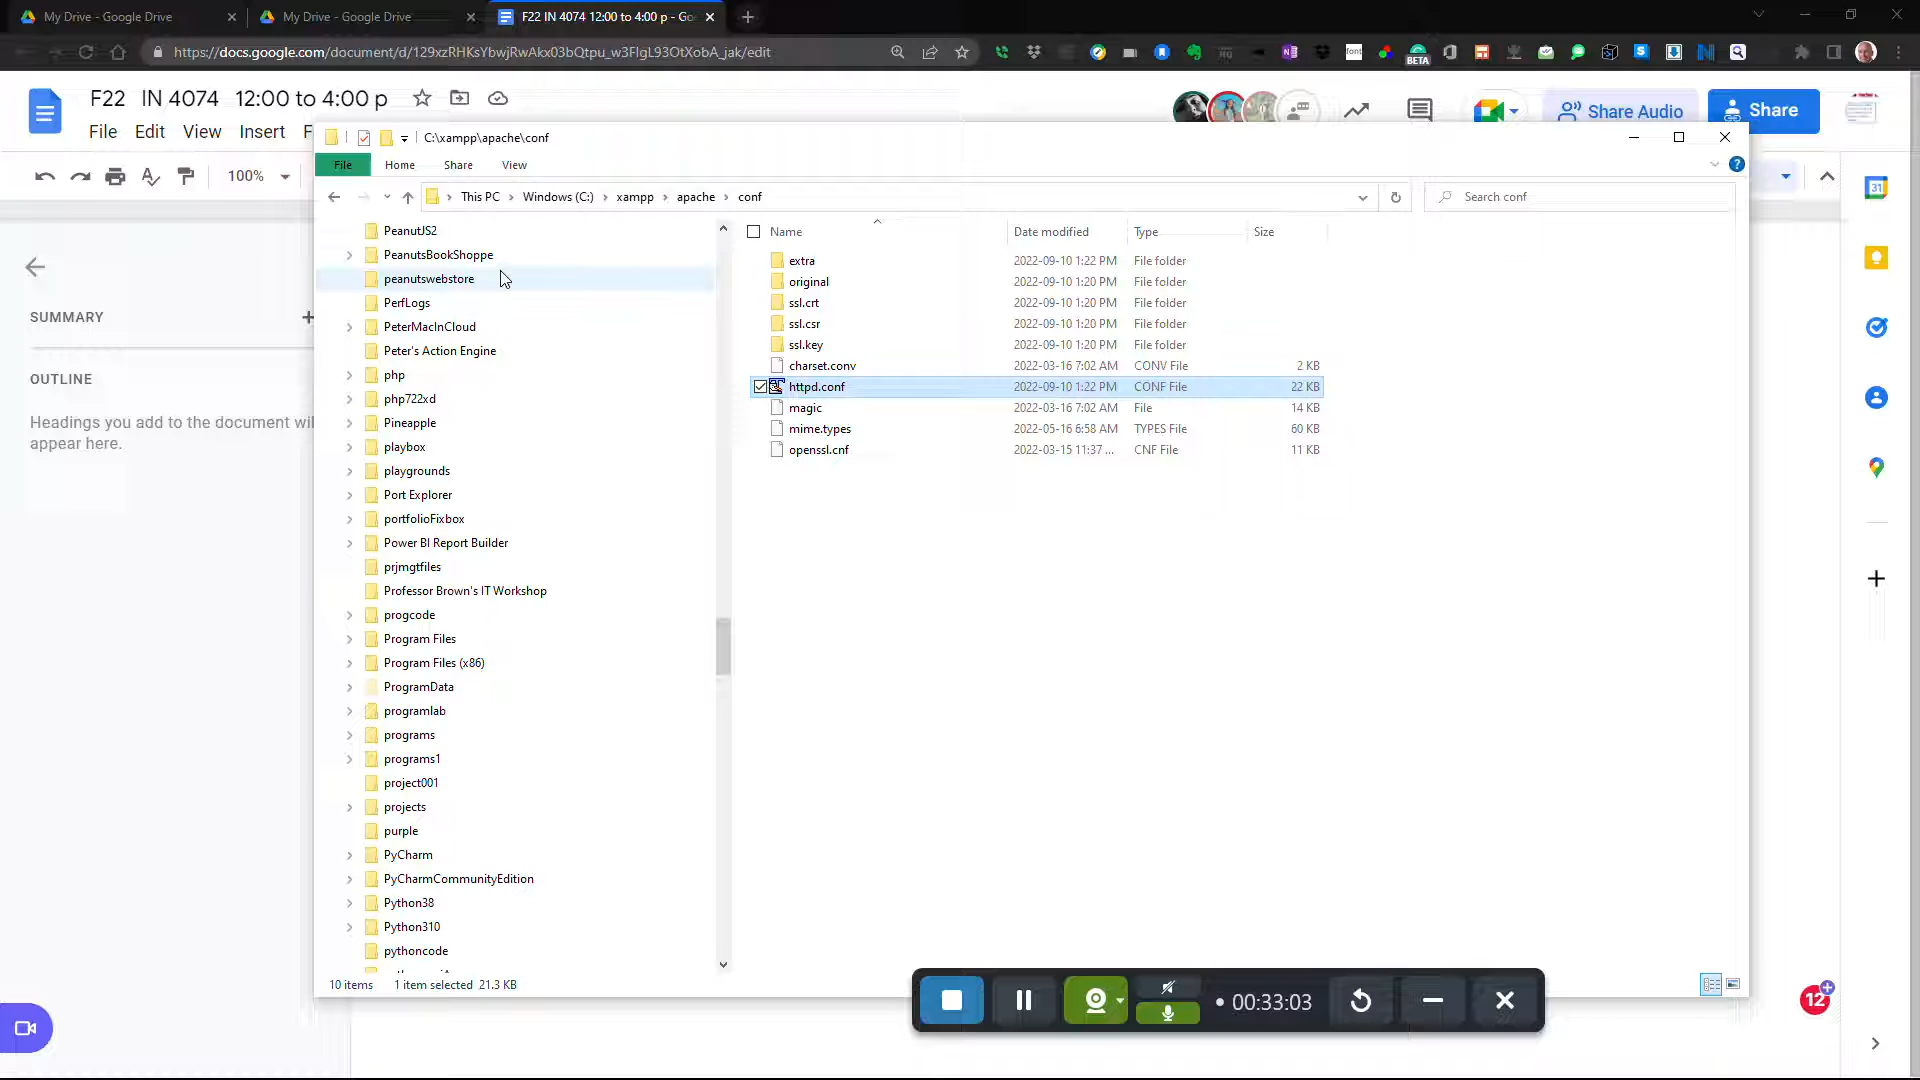 My Drive - Google Drive
My Drive - Google Drive
F22 IN 4074 12:00 to 4:00 p - Go
https://docs.google.com/document/d/129xzRHKsYbwjRwAkx03bQtpu_w3FlgL93OtXobA_jak/edit
font
BETA
F22 IN 4074 12:00 to 4:00 p
Share Audio
Share
File Edit View Insert F
100%
C:\xampp\apache\conf
File Home Share View
This PC > Windows (C:) > xampp > apache > conf
Search conf
31
SUMMARY
OUTLINE
Headings you add to the document wil
appear here.
PeanutJS2
PeanutsBookShoppe
peanutswebstore
PerfLogs
PeterMacInCloud
Peter's Action Engine
php
php722xd
Pineapple
playbox
playgrounds
Port Explorer
portfolioFixbox
Power BI Report Builder
prjmgtfiles
Professor Brown's IT Workshop
progcode
Program Files
Program Files (x86)
ProgramData
programlab
programs
programs1
project001
projects
purple
PyCharm
PyCharmCommunityEdition
Python38
Python310
pythoncode
Name Date modified Type Size
extra 2022-09-10 1:22 PM File folder
original 2022-09-10 1:20 PM File folder
ssl.crt 2022-09-10 1:20 PM File folder
ssl.csr 2022-09-10 1:20 PM File folder
ssl.key 2022-09-10 1:20 PM File folder
charset.conv 2022-03-16 7:02 AM CONV File 2 KB
httpd.conf 2022-09-10 1:22 PM CONF File 22 KB
magic 2022-03-16 7:02 AM File 14 KB
mime.types 2022-05-16 6:58 AM TYPES File 60 KB
openssl.cnf 2022-03-15 11:37 ... CNF File 11 KB
10 items 1 item selected 21.3 KB
00:33:03
12